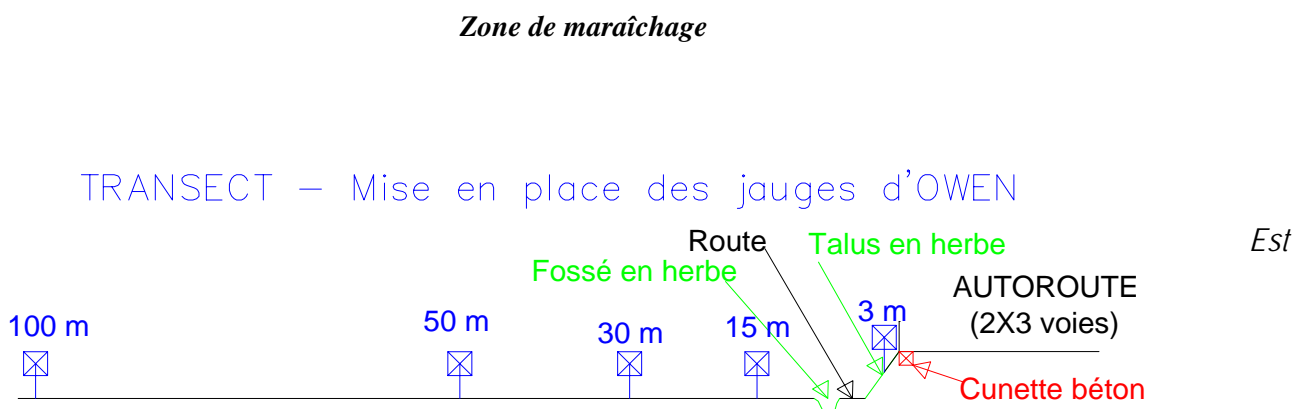 Zone de maraîchage
TRANSECT – Mise en place des jauges d'OWEN
Est
Route
Talus en herbe
Fossé en herbe
AUTOROUTE
(2X3 voies)
100 m
50 m
30 m
15 m
3 m
Cunette béton